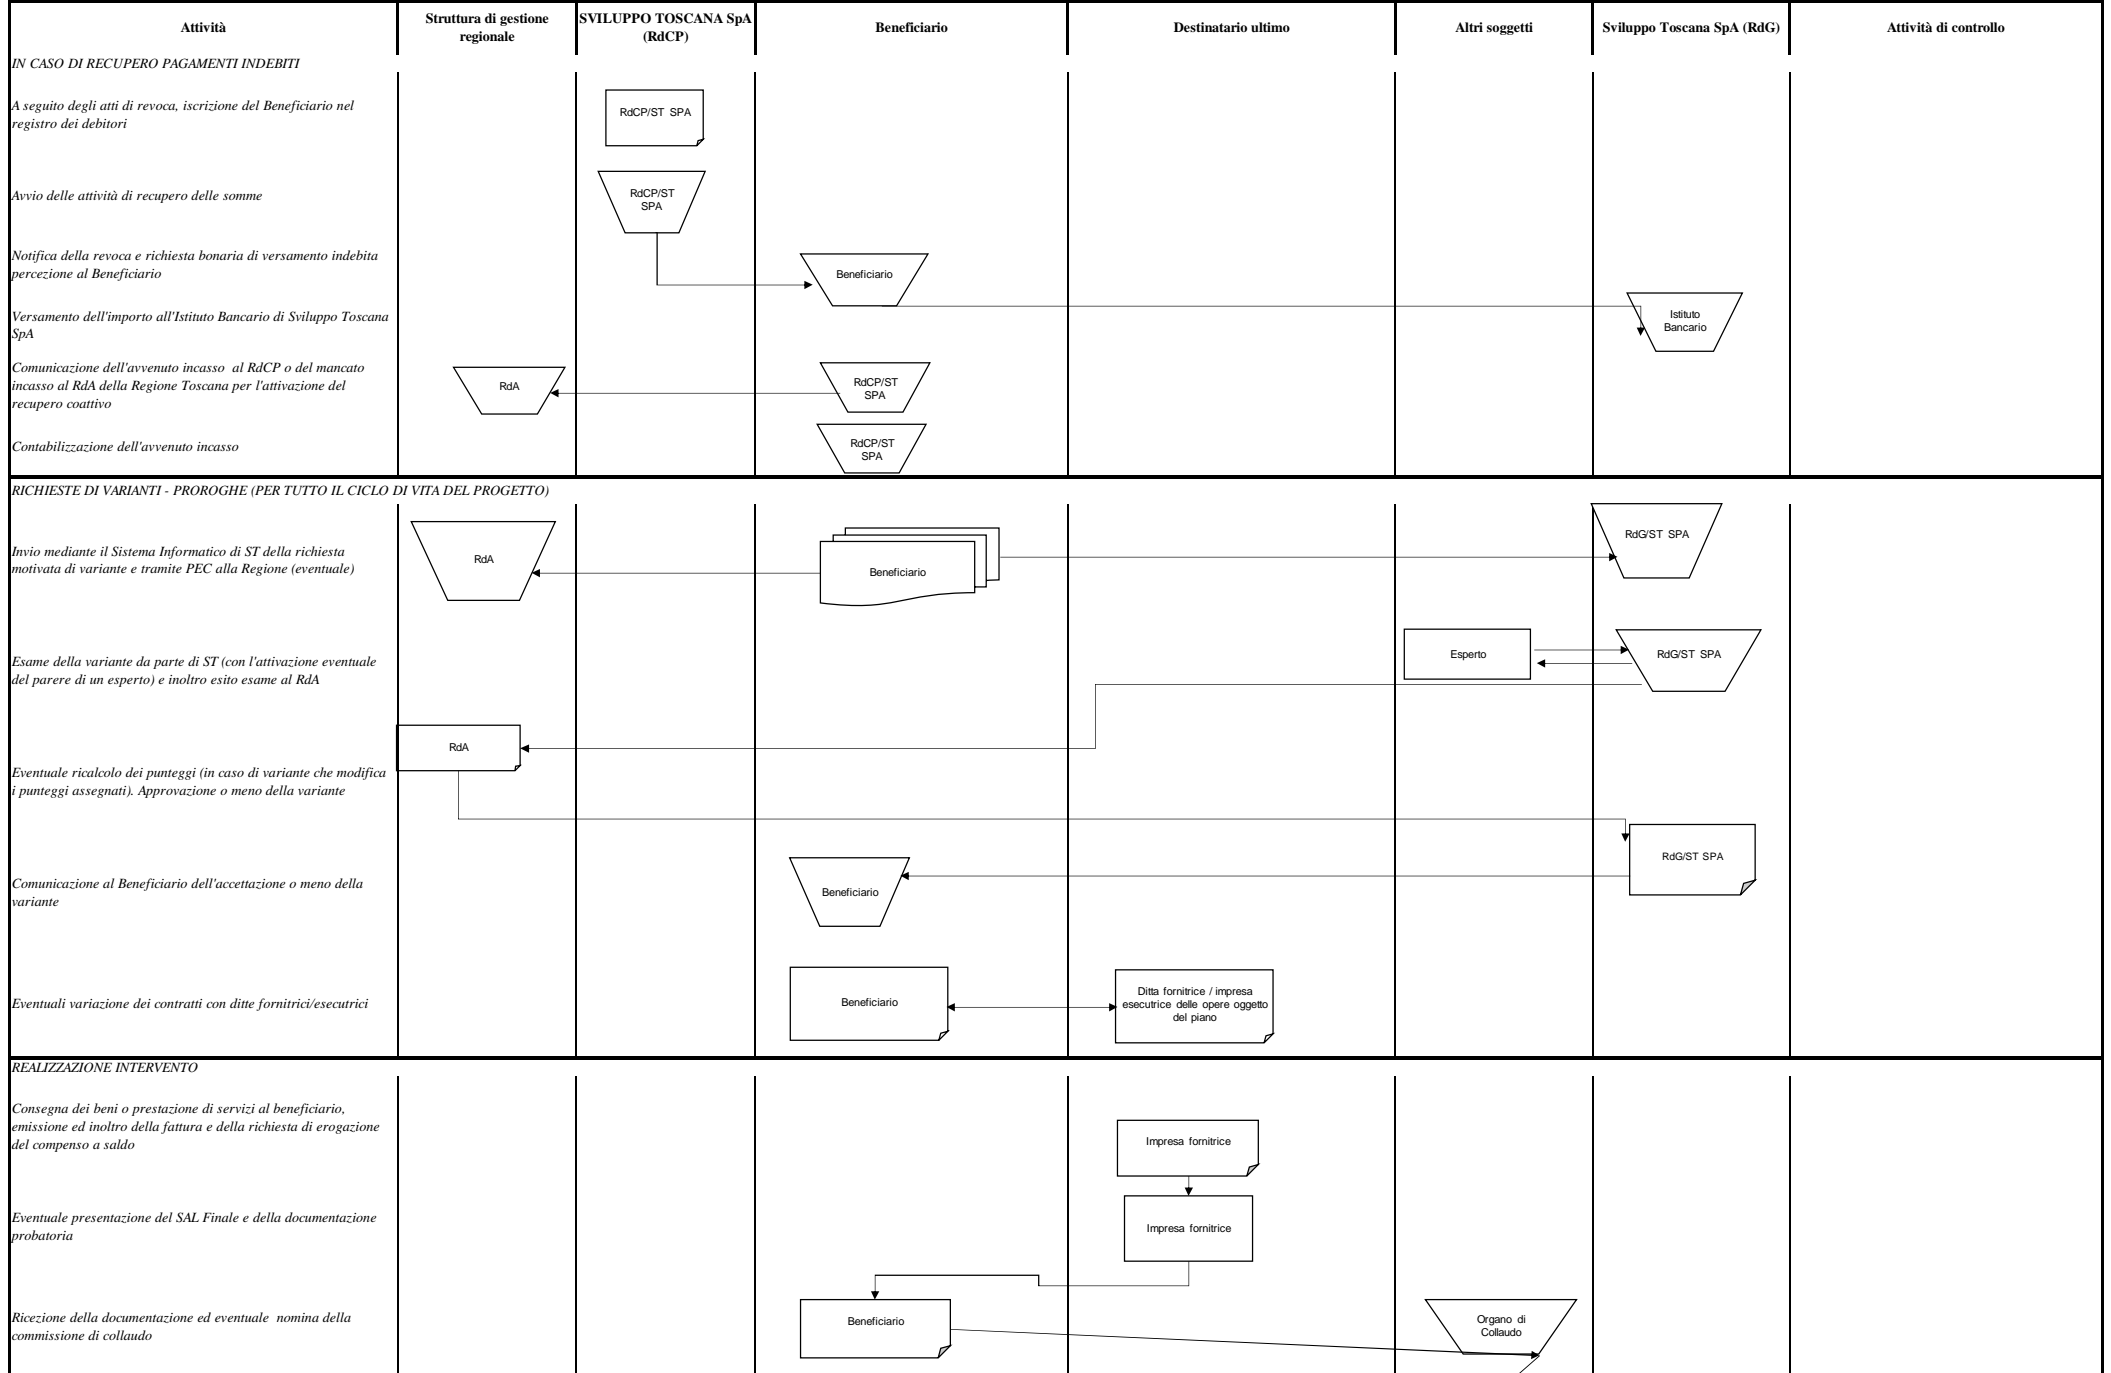 Attività
Struttura di gestione
regionale
SVILUPPO TOSCANA SpA
(RdCP)
Beneficiario
Destinatario ultimo
Altri soggetti
Sviluppo Toscana SpA (RdG)
Attività di controllo
IN CASO DI RECUPERO PAGAMENTI INDEBITI
A seguito degli atti di revoca, iscrizione del Beneficiario nel
registro dei debitori
RdCP/ST SPA
Avvio delle attività di recupero delle somme
RdCP/ST
SPA
Notifica della revoca e richiesta bonaria di versamento indebita
percezione al Beneficiario
Beneficiario
Versamento dell'importo all'Istituto Bancario di Sviluppo Toscana
SpA
Istituto
Bancario
Comunicazione dell'avvenuto incasso al RdCP o del mancato
incasso al RdA della Regione Toscana per l'attivazione del
recupero coattivo
RdA
RdCP/ST
SPA
Contabilizzazione dell'avvenuto incasso
RdCP/ST
SPA
RICHIESTE DI VARIANTI - PROROGHE (PER TUTTO IL CICLO DI VITA DEL PROGETTO)
Invio mediante il Sistema Informatico di ST della richiesta
motivata di variante e tramite PEC alla Regione (eventuale)
RdA
Beneficiario
RdG/ST SPA
Esame della variante da parte di ST (con l'attivazione eventuale
del parere di un esperto) e inoltro esito esame al RdA
Esperto
RdG/ST SPA
RdA
Eventuale ricalcolo dei punteggi (in caso di variante che modifica
i punteggi assegnati). Approvazione o meno della variante
RdG/ST SPA
Comunicazione al Beneficiario dell'accettazione o meno della
variante
Beneficiario
Eventuali variazione dei contratti con ditte fornitrici/esecutrici
Beneficiario
Ditta fornitrice / impresa
esecutrice delle opere oggetto
del piano
REALIZZAZIONE INTERVENTO
Consegna dei beni o prestazione di servizi al beneficiario,
emissione ed inoltro della fattura e della richiesta di erogazione
del compenso a saldo
Impresa fornitrice
Eventuale presentazione del SAL Finale e della documentazione
probatoria
Impresa fornitrice
Ricezione della documentazione ed eventuale nomina della
commissione di collaudo
Beneficiario
Organo di
Collaudo